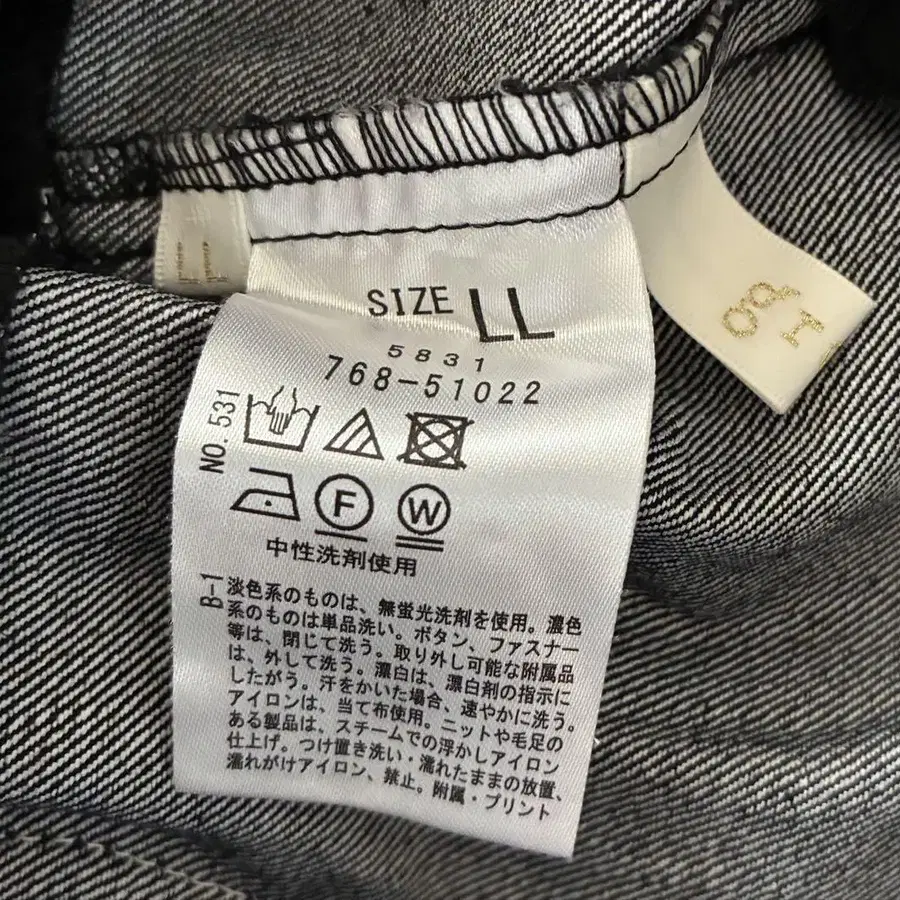 SIZE LL
5831
768-51022
NO. 531
F W
中性洗剤使用
B-1
淡色系のものは、無蛍光洗剤を使用。濃色
系のものは単品洗い。ボタン、ファスナー
等は、閉じて洗う。取り外し可能な附属品
は、外して洗う。漂白は、漂白剤の指示に
したがう。汗をかいた場合、速やかに洗う。
アイロンは、当て布使用。ニットや毛足の
ある製品は、スチームでの浮かしアイロン
仕上げ。つけ置き洗い・濡れたままの放置、
濡れがけアイロン、禁止。附属・プリント